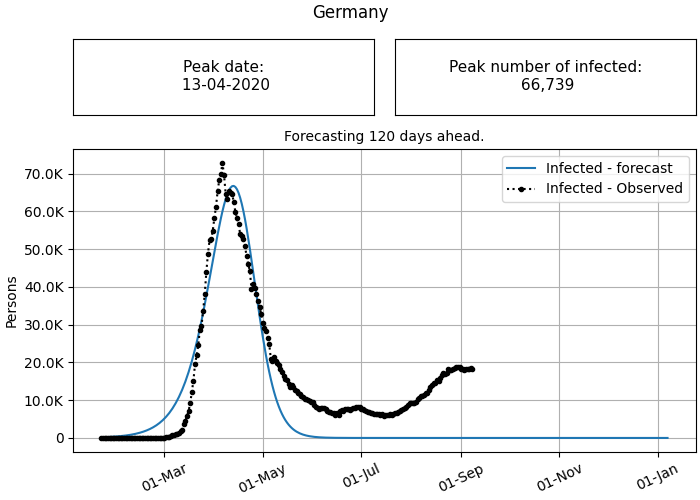 Germany
Peak date:
13-04-2020
Peak number of infected:
66,739
Forecasting 120 days ahead.
Infected - forecast
Infected - Observed
70.0K
60.0K
50.0K
40.0K
30.0K
20.0K
10.0K
0
Persons
01-Mar
01-May
01-Jul
01-Sep
01-Nov
01-Jan